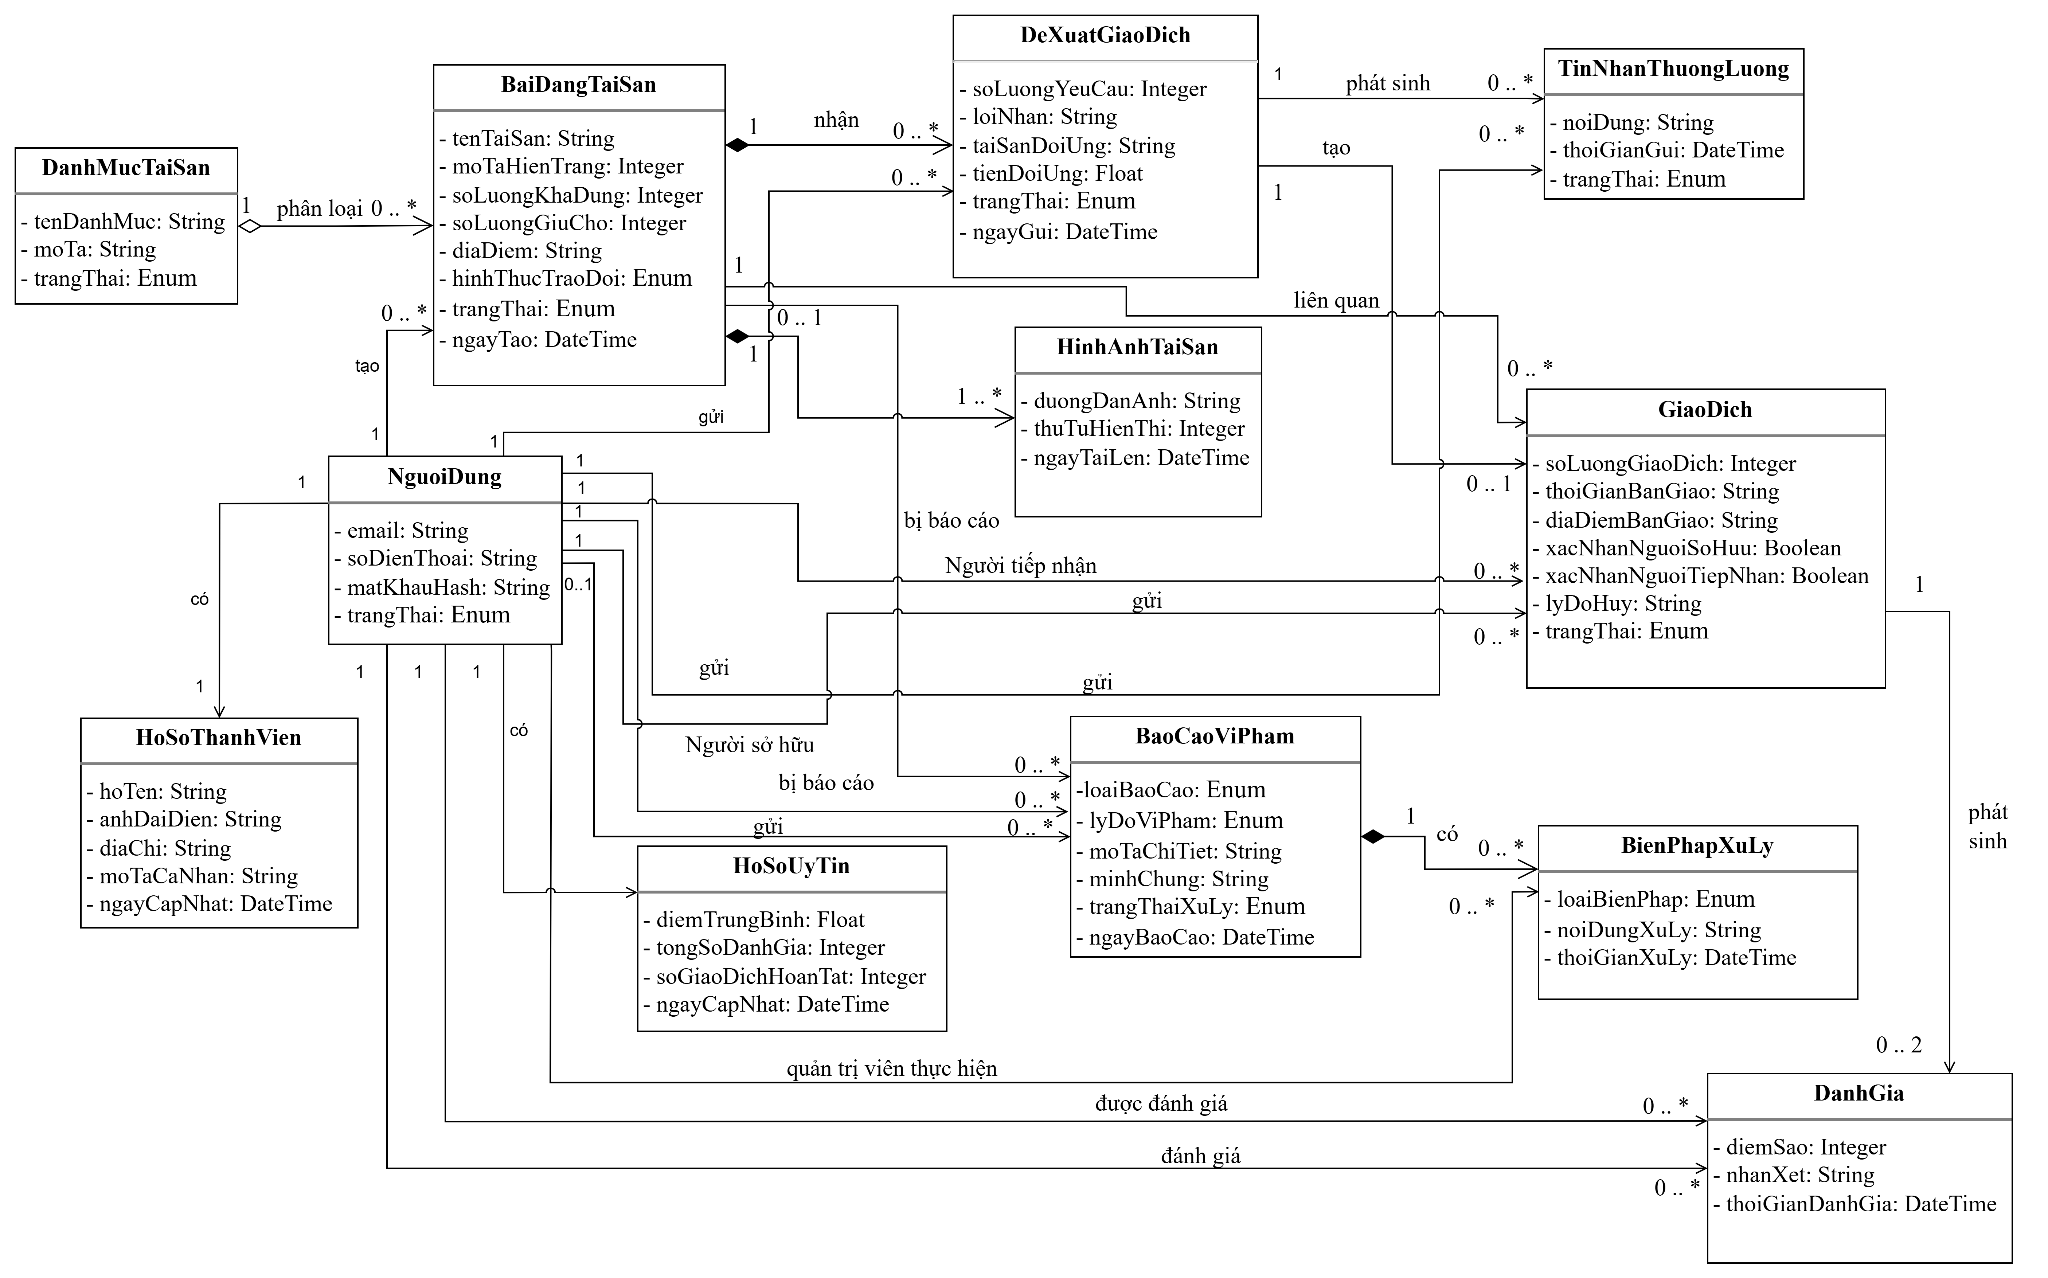 DanhMucTaiSan
- tenDanhMuc: String
- moTa: String
- trangThai: Enum
1
phân loại
0 .. *
BaiDangTaiSan
- tenTaiSan: String
- moTaHienTrang: Integer
- soLuongKhaDung: Integer
- soLuongGiuCho: Integer
- diaDiem: String
- hinhThucTraoDoi: Enum
- trangThai: Enum
- ngayTao: DateTime
1
nhận
0 .. *
0 .. *
DeXuatGiaoDich
- soLuongYeuCau: Integer
- loiNhan: String
- taiSanDoiUng: String
- tienDoiUng: Float
- trangThai: Enum
- ngayGui: DateTime
1
phát sinh
0 .. *
0 .. *
tạo
1
TinNhanThuongLuong
- noiDung: String
- thoiGianGui: DateTime
- trangThai: Enum
1
liên quan
0 .. *
0 .. 1
1
1 .. *
HinhAnhTaiSan
- duongDanAnh: String
- thuTuHienThi: Integer
- ngayTaiLen: DateTime
0 .. *
tạo
1
1
gửi
GiaoDich
- soLuongGiaoDich: Integer
- thoiGianBanGiao: String
- diaDiemBanGiao: String
- xacNhanNguoiSoHuu: Boolean
- xacNhanNguoiTiepNhan: Boolean
- lyDoHuy: String
- trangThai: Enum
0 .. 1
0 .. *
0 .. *
1
NguoiDung
- email: String
- soDienThoai: String
- matKhauHash: String
- trangThai: Enum
1
1
1
1
1
0..1
bị báo cáo
Người tiếp nhận
gửi
gửi
gửi
Người sở hữu
bị báo cáo
gửi
có
1
1
1
1
có
HoSoThanhVien
- hoTen: String
- anhDaiDien: String
- diaChi: String
- moTaCaNhan: String
- ngayCapNhat: DateTime
HoSoUyTin
- diemTrungBinh: Float
- tongSoDanhGia: Integer
- soGiaoDichHoanTat: Integer
- ngayCapNhat: DateTime
0 .. *
0 .. *
0 .. *
BaoCaoViPham
-loaiBaoCao: Enum
- lyDoViPham: Enum
- moTaChiTiet: String
- minhChung: String
- trangThaiXuLy: Enum
- ngayBaoCao: DateTime
1
có
0 .. *
0 .. *
BienPhapXuLy
- loaiBienPhap: Enum
- noiDungXuLy: String
- thoiGianXuLy: DateTime
phát
sinh
0 .. 2
quản trị viên thực hiện
được đánh giá
0 .. *
đánh giá
0 .. *
DanhGia
- diemSao: Integer
- nhanXet: String
- thoiGianDanhGia: DateTime